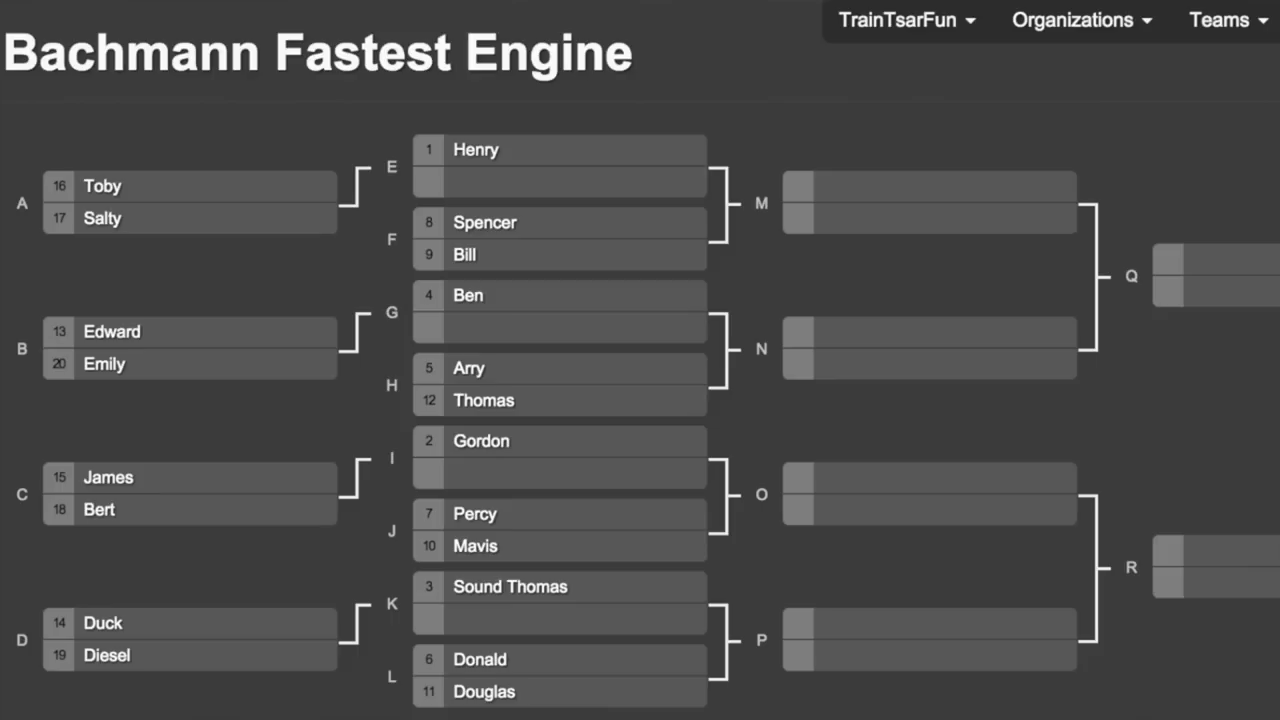 TrainTsarFun Organizations Teams
Bachmann Fastest Engine
A
16 Toby
17 Salty
B
13 Edward
20 Emily
C
15 James
18 Bert
D
14 Duck
19 Diesel
E
1 Henry
F
8 Spencer
9 Bill
G
4 Ben
H
5 Arry
12 Thomas
I
2 Gordon
J
7 Percy
10 Mavis
K
3 Sound Thomas
L
6 Donald
11 Douglas
M
N
O
P
Q
R